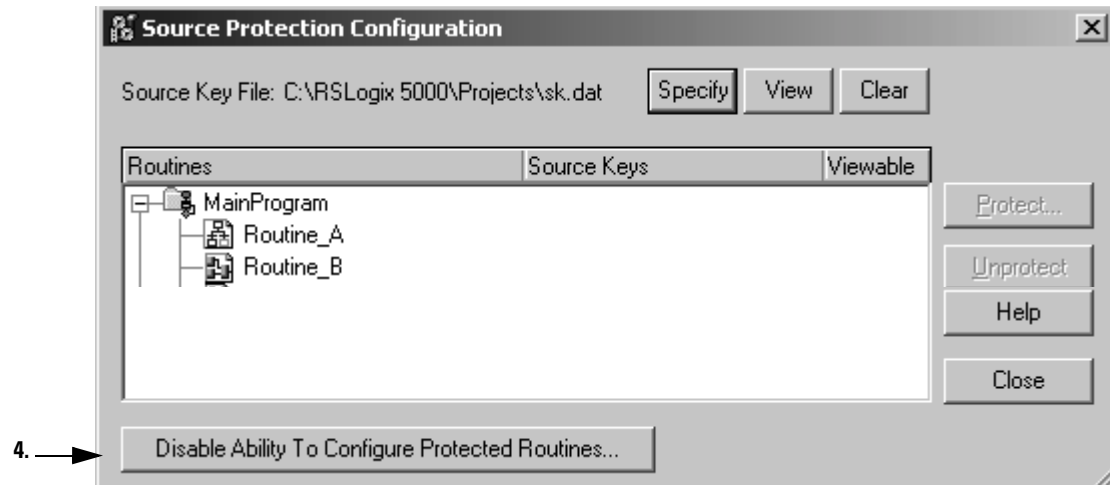 Source Protection Configuration
Source Key File: C:\RSLogix 5000\Projects\sk.dat Specify View Clear
Routines Source Keys Viewable
MainProgram
Protect...
Routine_A
Routine_B
Unprotect
Help
Close
4. Disable Ability To Configure Protected Routines...